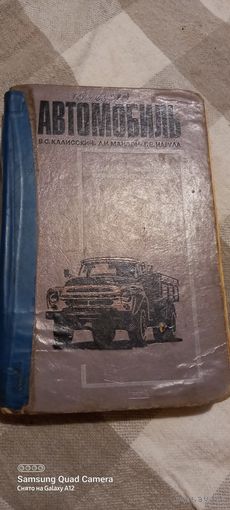 АВТОМОБИЛЬ
В.С. КАЛИССКИЙ, А.И. МАНЗОН, Г.Е. НАГУЛА
SAMSUNG Quad Camera
Снято на Galaxy A12